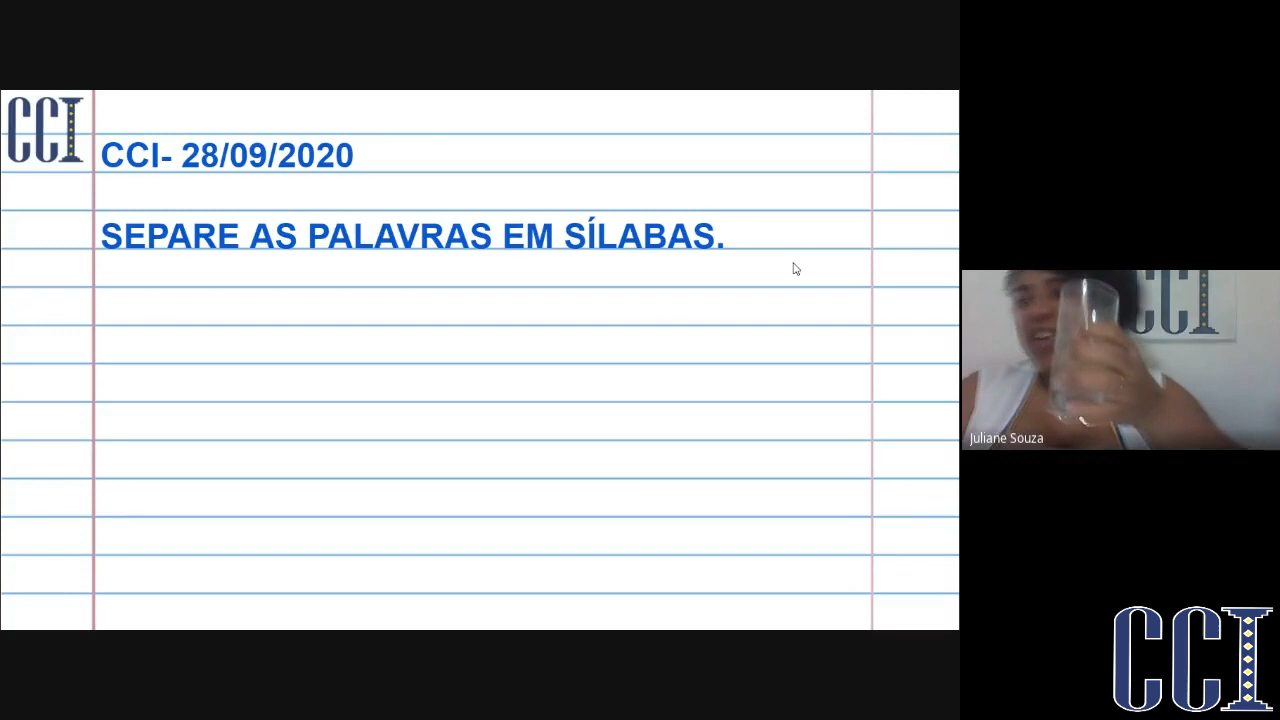 CCI
CCI- 28/09/2020
SEPARE AS PALAVRAS EM SÍLABAS.
CCI
Juliane Souza
CCI